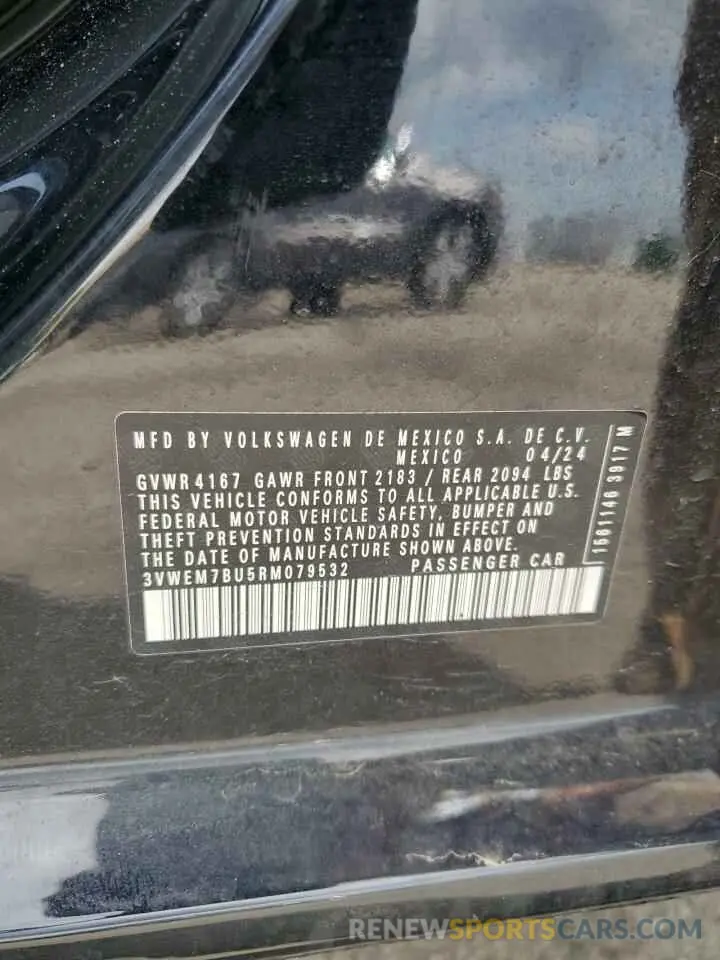 MFD BY VOLKSWAGEN DE MEXICO S.A. DE C.V.
MEXICO 04/24
GVWR 4167 GAWR FRONT 2183 / REAR 2094 LBS
THIS VEHICLE CONFORMS TO ALL APPLICABLE U.S.
FEDERAL MOTOR VEHICLE SAFETY, BUMPER AND
THEFT PREVENTION STANDARDS IN EFFECT ON
THE DATE OF MANUFACTURE SHOWN ABOVE.
3VWEM7BU5RM079532 PASSENGER CAR
1681146 3917 M
RENEWSPORTSCARS.COM